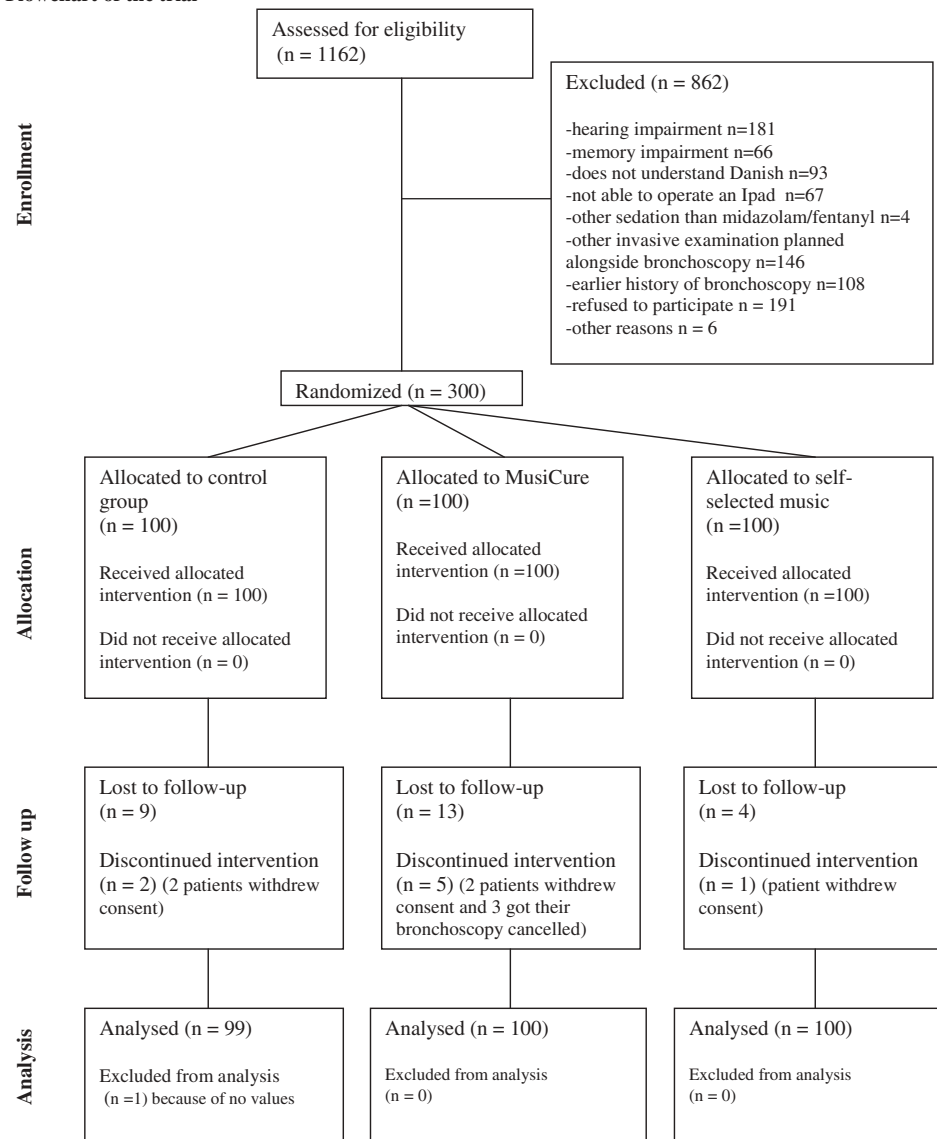 Assessed for eligibility
(n = 1162)
Excluded (n = 862)
-hearing impairment n=181
-memory impairment n=66
-does not understand Danish n=93
-not able to operate an Ipad n=67
-other sedation than midazolam/fentanyl n=4
-other invasive examination planned
alongside bronchoscopy n=146
-earlier history of bronchoscopy n=108
-refused to participate n = 191
-other reasons n = 6
Enrollment
Randomized (n = 300)
Allocation
Allocated to control
group
(n = 100)
Received allocated
intervention (n = 100)
Did not receive allocated
intervention (n = 0)
Allocated to MusiCure
(n =100)
Received allocated
intervention (n =100)
Did not receive allocated
intervention (n = 0)
Allocated to self-
selected music
(n =100)
Received allocated
intervention (n =100)
Did not receive allocated
intervention (n = 0)
Follow up
Lost to follow-up
(n = 9)
Discontinued intervention
(n = 2) (2 patients withdrew
consent)
Lost to follow-up
(n = 13)
Discontinued intervention
(n = 5) (2 patients withdrew
consent and 3 got their
bronchoscopy cancelled)
Lost to follow-up
(n = 4)
Discontinued intervention
(n = 1) (patient withdrew
consent)
Analysis
Analysed (n = 99)
Excluded from analysis
(n =1) because of no values
Analysed (n = 100)
Excluded from analysis
(n = 0)
Analysed (n = 100)
Excluded from analysis
(n = 0)